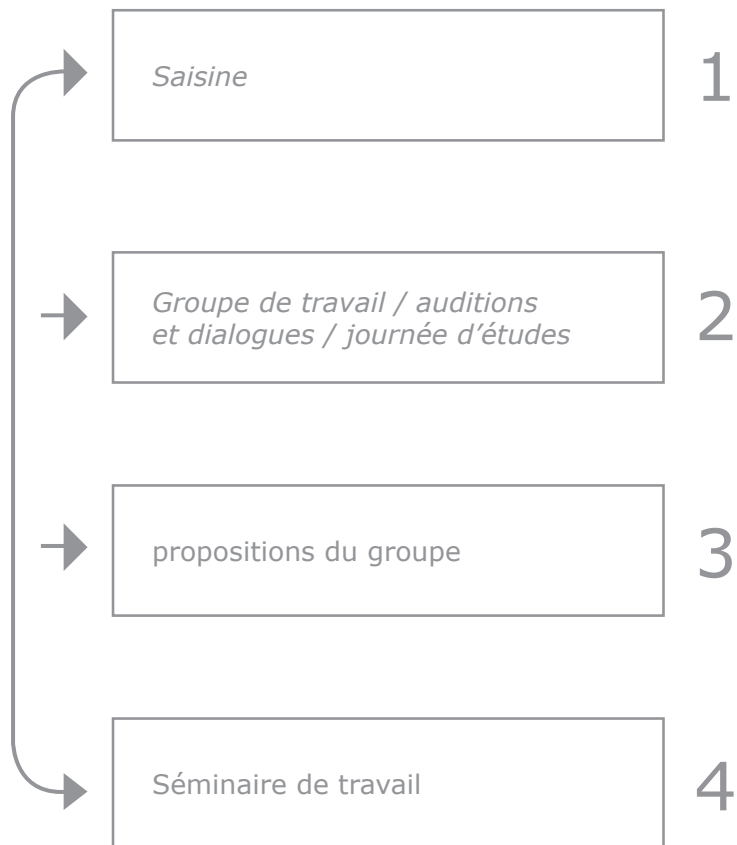 Saisine
1
Groupe de travail / auditions
et dialogues / journée d’études
2
propositions du groupe
3
Séminaire de travail
4